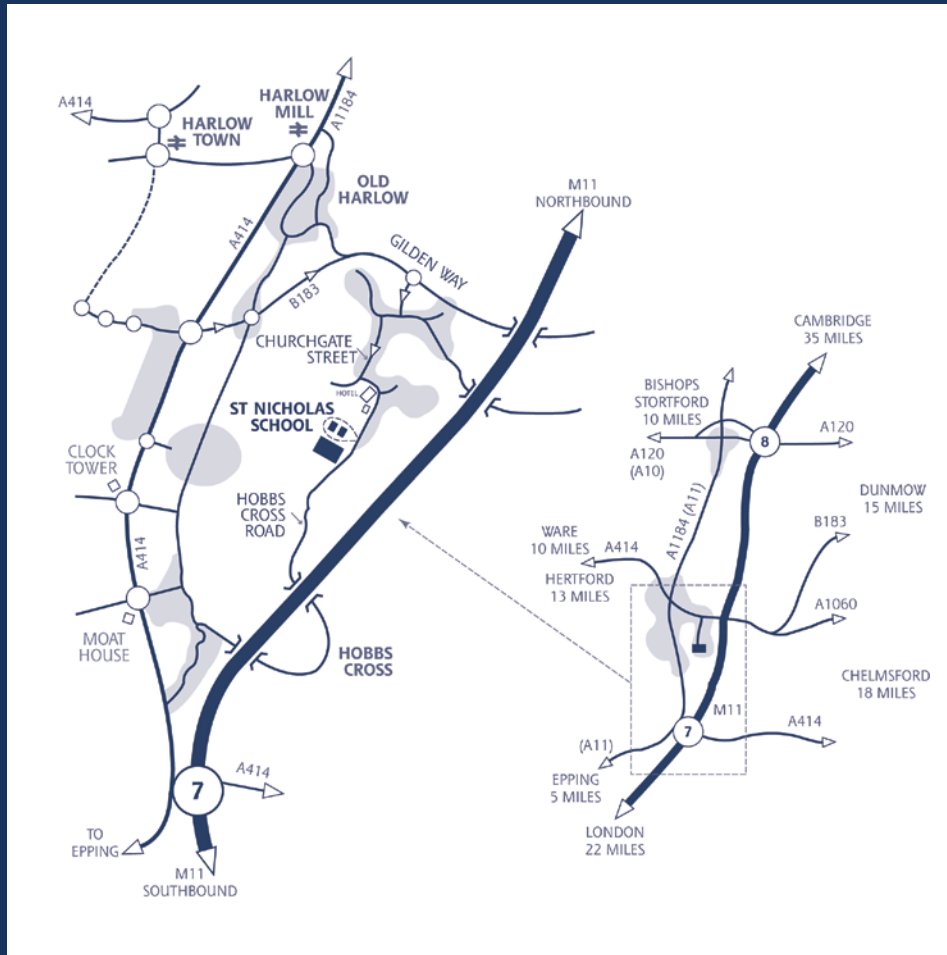 A414
HARLOW
TOWN
HARLOW
MILL
A1184
OLD
HARLOW
M11
NORTHBOUND
A414
GILDEN WAY
B183
CHURCHGATE
STREET
HOTEL
ST NICHOLAS
SCHOOL
CLOCK
TOWER
HOBBS
CROSS
ROAD
A414
MOAT
HOUSE
HOBBS
CROSS
7
A414
TO
EPPING
M11
SOUTHBOUND
CAMBRIDGE
35 MILES
BISHOPS
STORTFORD
10 MILES
8
A120
A120
(A10)
A1184 (A11)
DUNMOW
15 MILES
B183
WARE
10 MILES
A414
HERTFORD
13 MILES
A1060
CHELMSFORD
18 MILES
M11
7
A414
(A11)
EPPING
5 MILES
LONDON
22 MILES